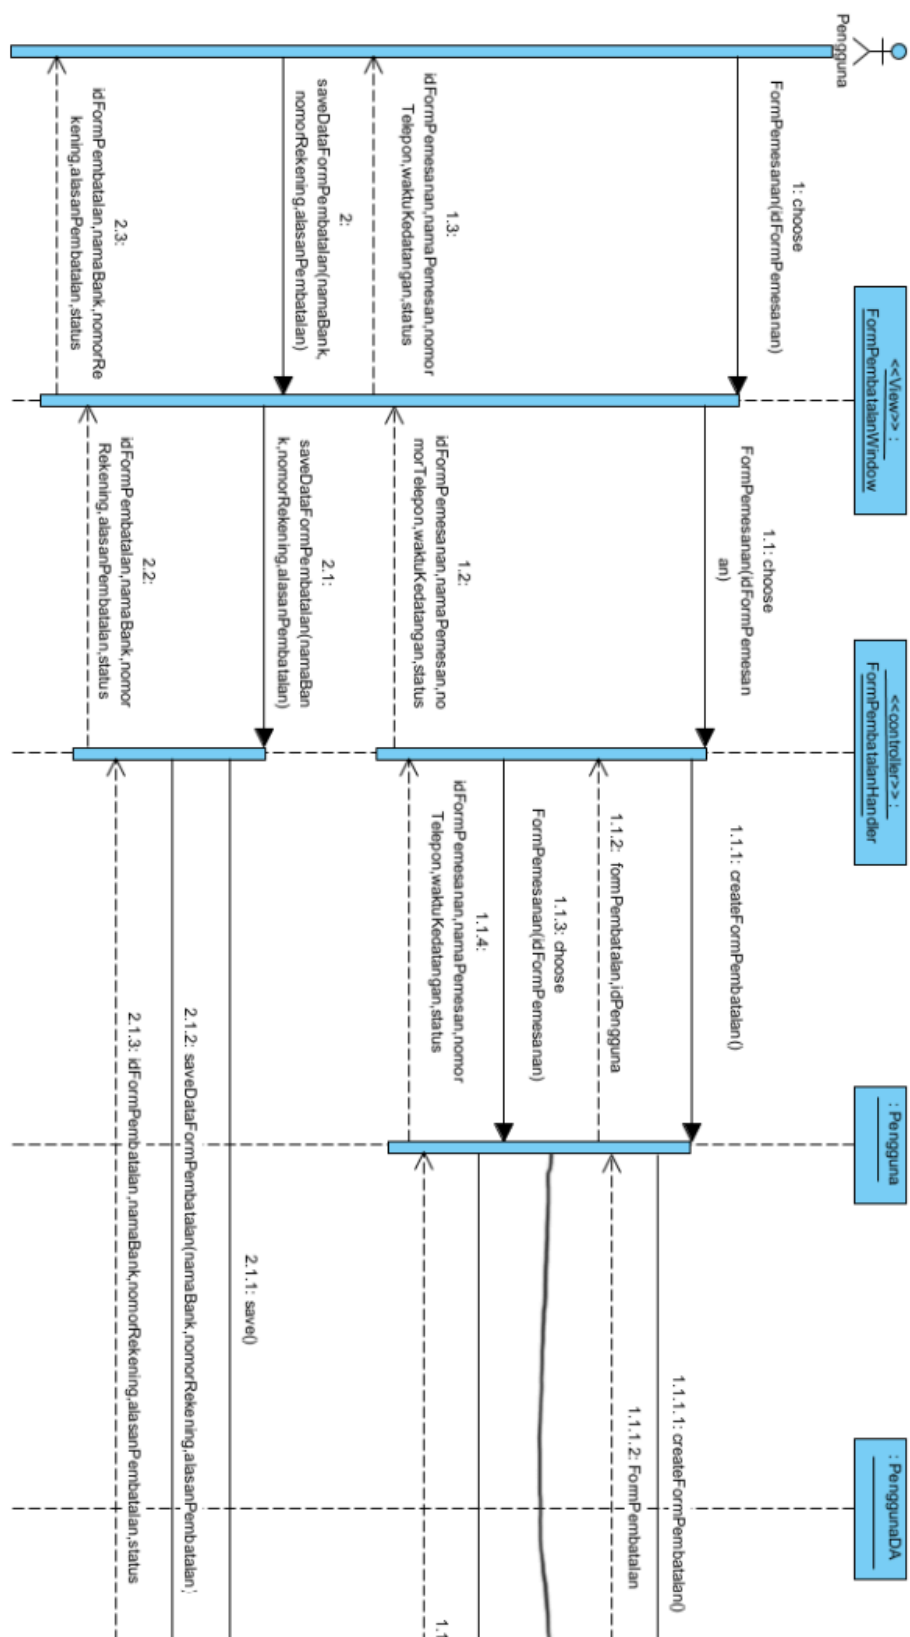 Pengguna
<<View>> :
FormPembatalanWindow
<<controller>> :
FormPembatalanHandler
: Pengguna
: PenggunaDA
1: choose
FormPemesanan(idFormPemesanan)
1.1: choose
FormPemesanan(idFormPemesan
an)
1.1.1: createFormPembatalan()
1.1.1.1: createFormPembatalan()
1.1.1.2: FormPembatalan
1.1.2: formPembatalan,idPengguna
1.1.3: choose
FormPemesanan(idFormPemesanan)
1.1.4:
idFormPemesanan,namaPemesan,nomor
Telepon,waktuKedatangan,status
1.2:
idFormPemesanan,namaPemesan,no
morTelepon,waktuKedatangan,status
1.3:
idFormPemesanan,namaPemesan,nomor
Telepon,waktuKedatangan,status
2:
saveDataFormPembatalan(namaBank,
nomorRekening,alasanPembatalan)
2.1:
saveDataFormPembatalan(namaBan
k,nomorRekening,alasanPembatalan)
2.1.1: save()
2.1.2: saveDataFormPembatalan(namaBank,nomorRekening,alasanPembatalan)
2.1.3: idFormPembatalan,namaBank,nomorRekening,alasanPembatalan,status
2.2:
idFormPembatalan,namaBank,nomor
Rekening,alasanPembatalan,status
2.3:
idFormPembatalan,namaBank,nomorRe
kening,alasanPembatalan,status